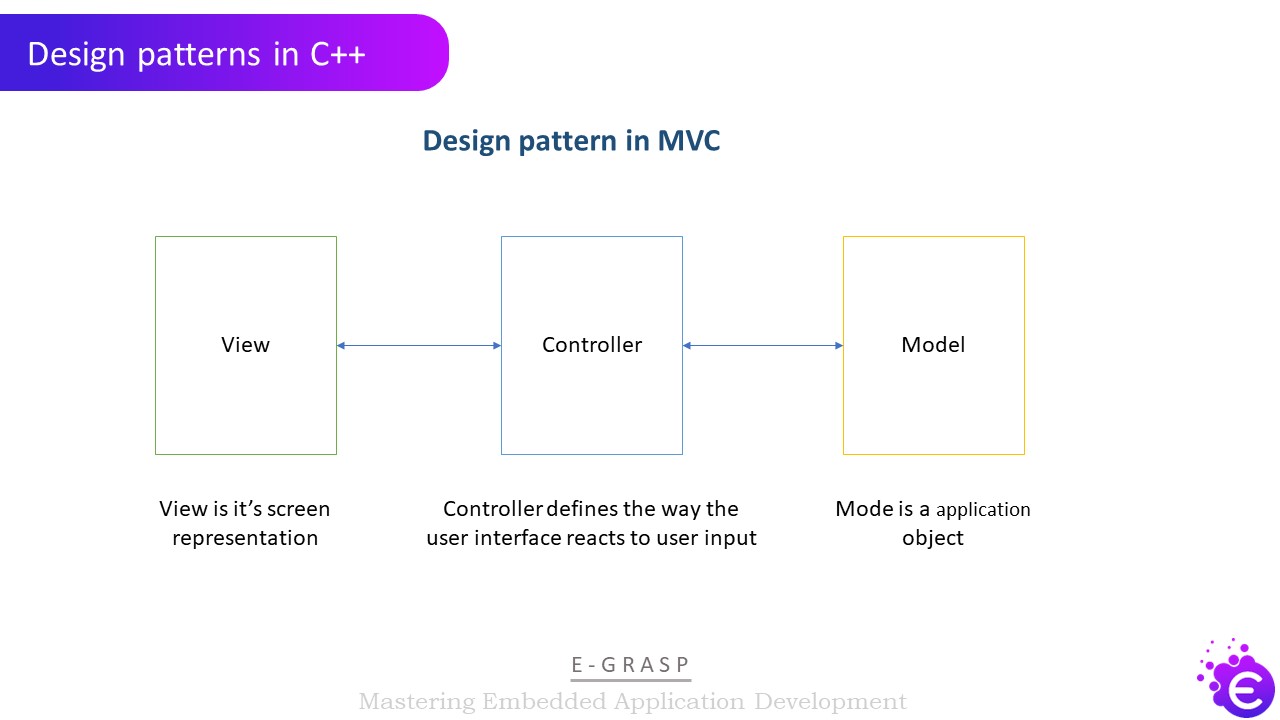 Design patterns in C++
Design pattern in MVC
View
Controller
Model
View is it's screen
representation
Controller defines the way the
user interface reacts to user input
Mode is a application
object
E-GRASP
Mastering Embedded Application Development